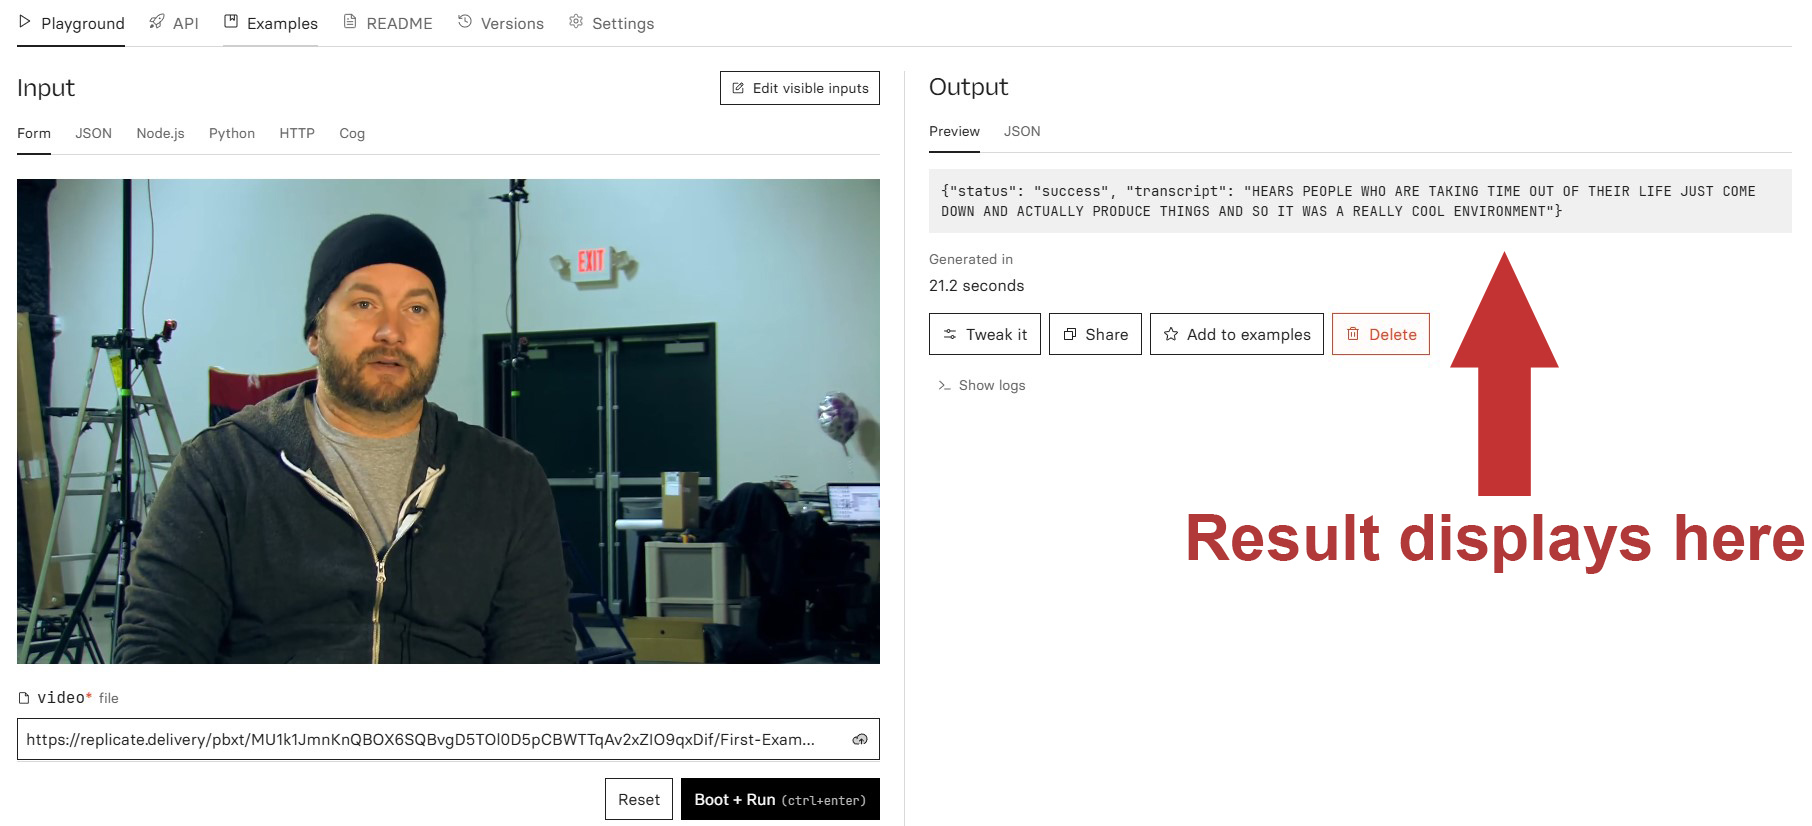 Playground API Examples README Versions Settings
Input
Edit visible inputs
Form JSON Node.js Python HTTP Cog
EXIT
video* file
https://replicate.delivery/pbxt/MU1k1JmnKnQBOX6SQBvgD5TOl0D5pCBWTTqAv2xZIO9qxDif/First-Exam...
Reset
Boot + Run (ctrl+enter)
Output
Preview JSON
{"status": "success", "transcript": "HEARS PEOPLE WHO ARE TAKING TIME OUT OF THEIR LIFE JUST COME
DOWN AND ACTUALLY PRODUCE THINGS AND SO IT WAS A REALLY COOL ENVIRONMENT"}
Generated in
21.2 seconds
Tweak it Share Add to examples Delete
Show logs
Result displays here